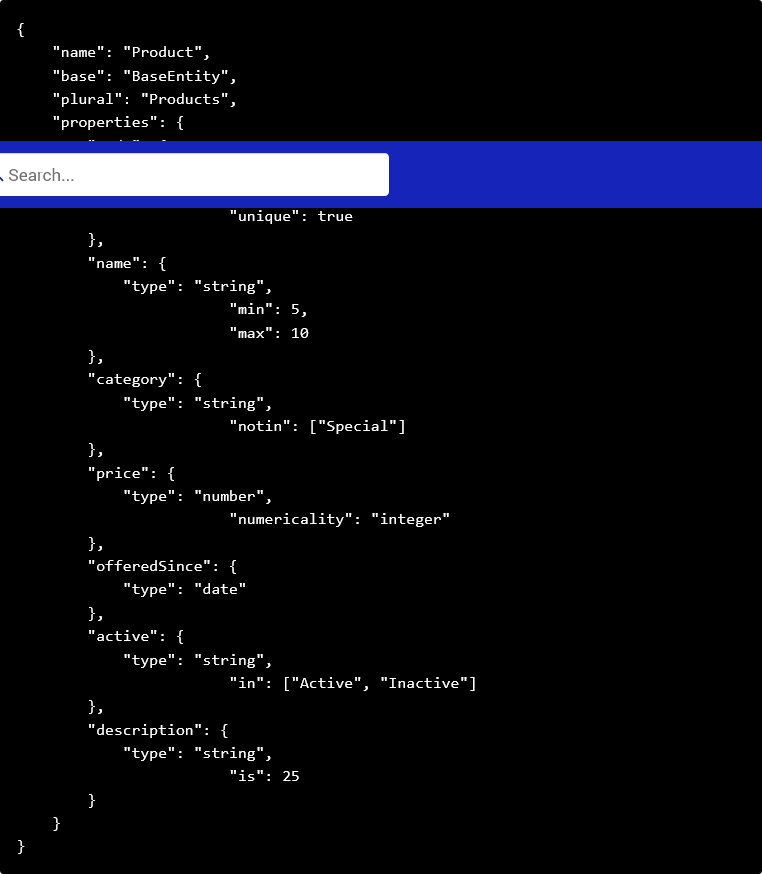 {
    "name": "Product",
    "base": "BaseEntity",
    "plural": "Products",
    "properties": {
Search...
                        "unique": true
        },
        "name": {
            "type": "string",
                        "min": 5,
                        "max": 10
        },
        "category": {
            "type": "string",
                        "notin": ["Special"]
        },
        "price": {
            "type": "number",
                        "numericality": "integer"
        },
        "offeredSince": {
            "type": "date"
        },
        "active": {
            "type": "string",
                        "in": ["Active", "Inactive"]
        },
        "description": {
            "type": "string",
                        "is": 25
        }
    }
}